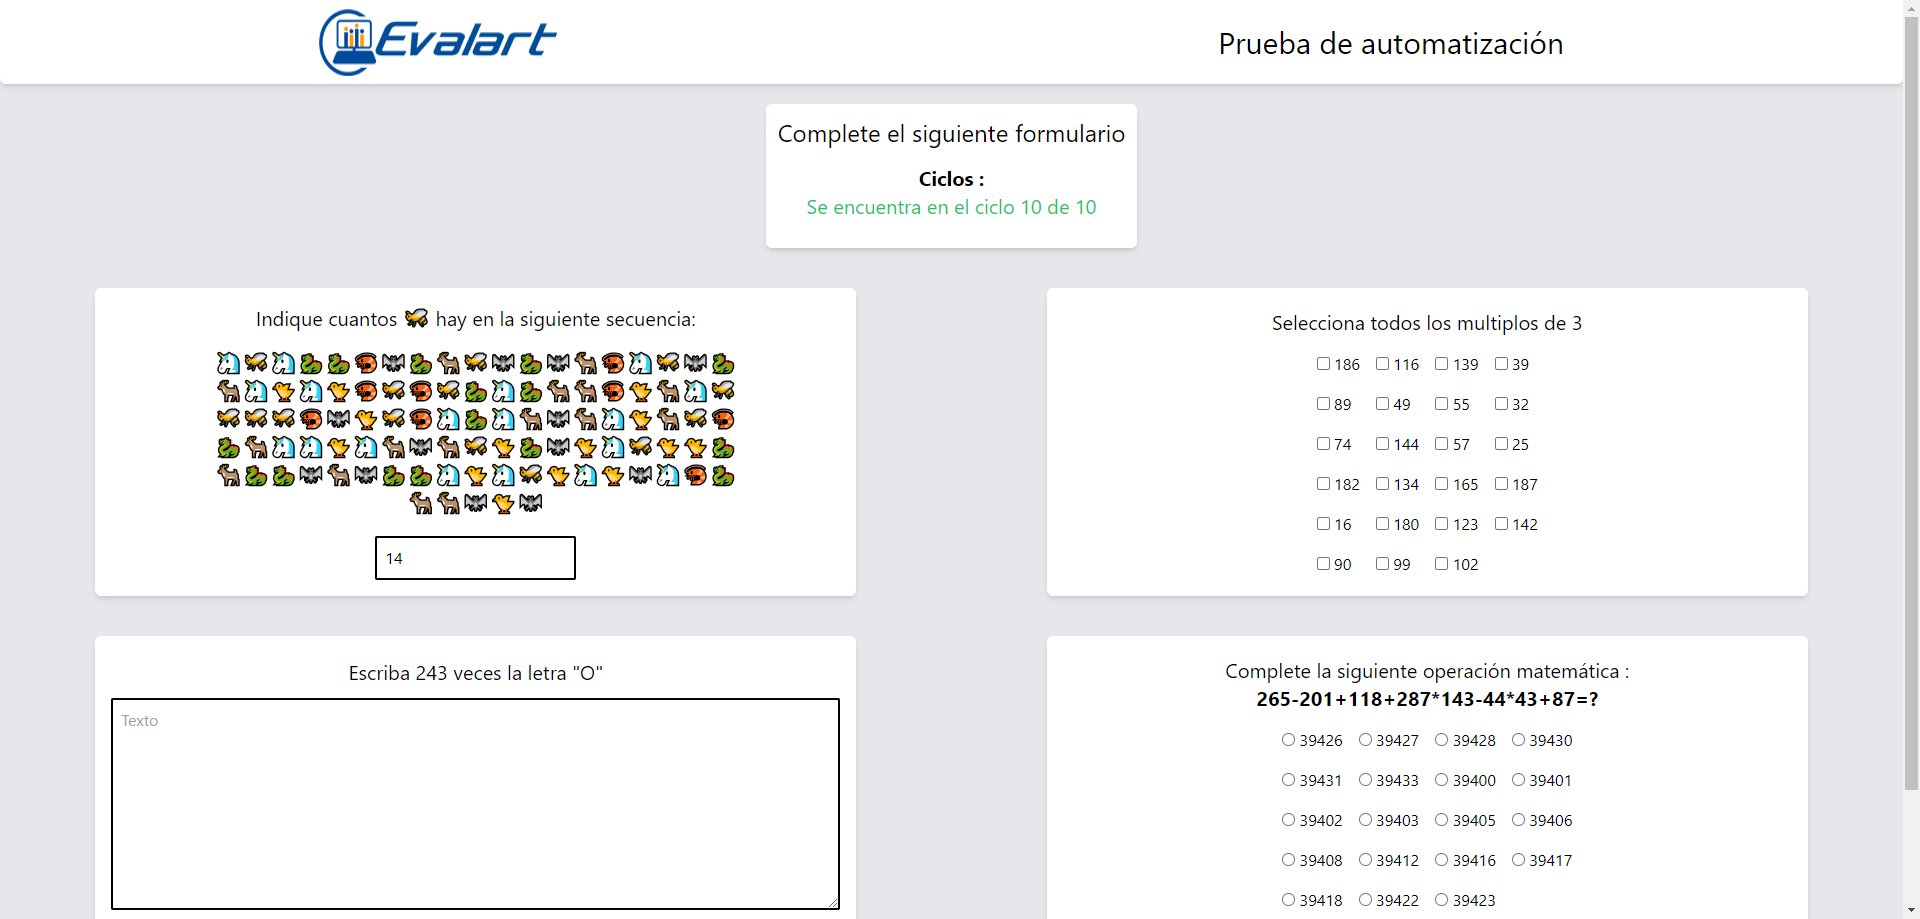 Evalart
Prueba de automatización
Complete el siguiente formulario
Ciclos :
Se encuentra en el ciclo 10 de 10
Indique cuantos hay en la siguiente secuencia:
14
Selecciona todos los multiplos de 3
186 116 139 39
89 49 55 32
74 144 57 25
182 134 165 187
16 180 123 142
90 99 102
Escriba 243 veces la letra "O"
Texto
Complete la siguiente operación matemática :
265-201+118+287*143-44*43+87=?
39426 39427 39428 39430
39431 39433 39400 39401
39402 39403 39405 39406
39408 39412 39416 39417
39418 39422 39423